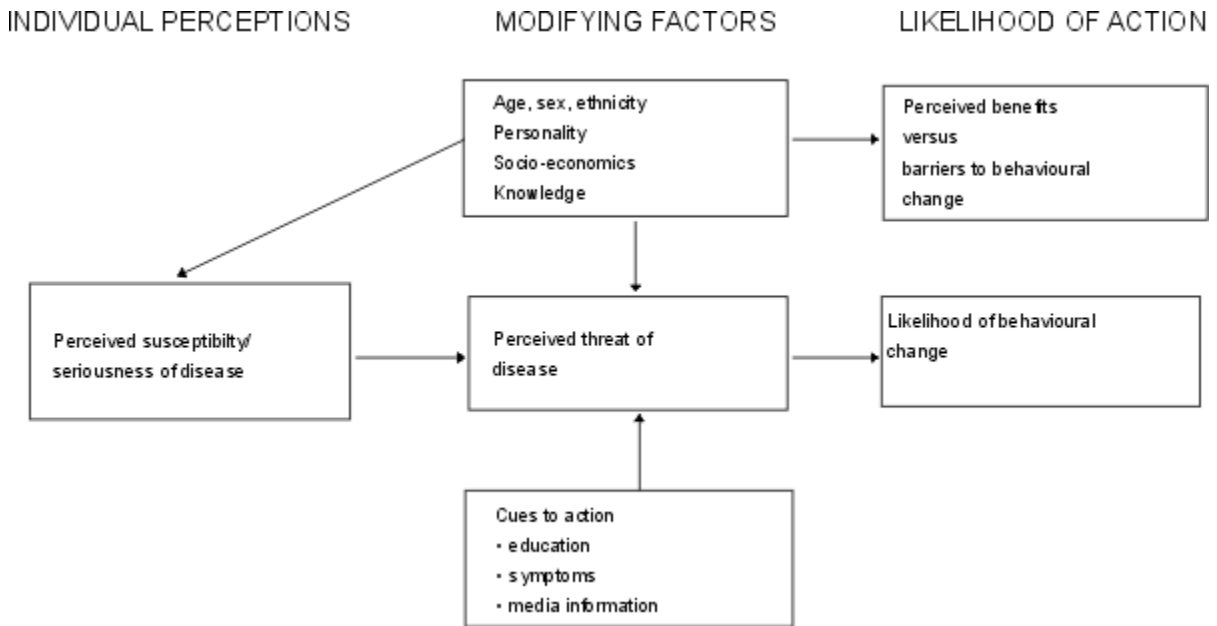 INDIVIDUAL PERCEPTIONS
MODIFYING FACTORS
LIKELIHOOD OF ACTION
Age, sex, ethnicity
Personality
Socio-economics
Knowledge
Perceived benefits
versus
barriers to behavioural
change
Perceived susceptibilty/
seriousness of disease
Perceived threat of
disease
Likelihood of behavioural
change
Cues to action
• education
• symptoms
• media information